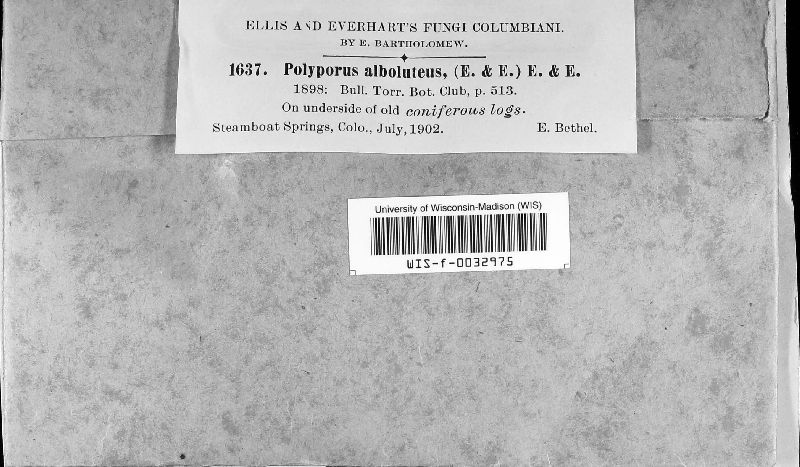 ELLIS AND EVERHART'S FUNGI COLUMBIANI.
BY E. BARTHOLOMEW.
1637. Polyporus alboluteus, (E. & E.) E. & E.
1898: Bull. Torr. Bot. Club, p. 513.
On underside of old coniferous logs.
Steamboat Springs, Colo., July, 1902. E. Bethel.
University of Wisconsin-Madison (WIS)
WIS-f-0032975